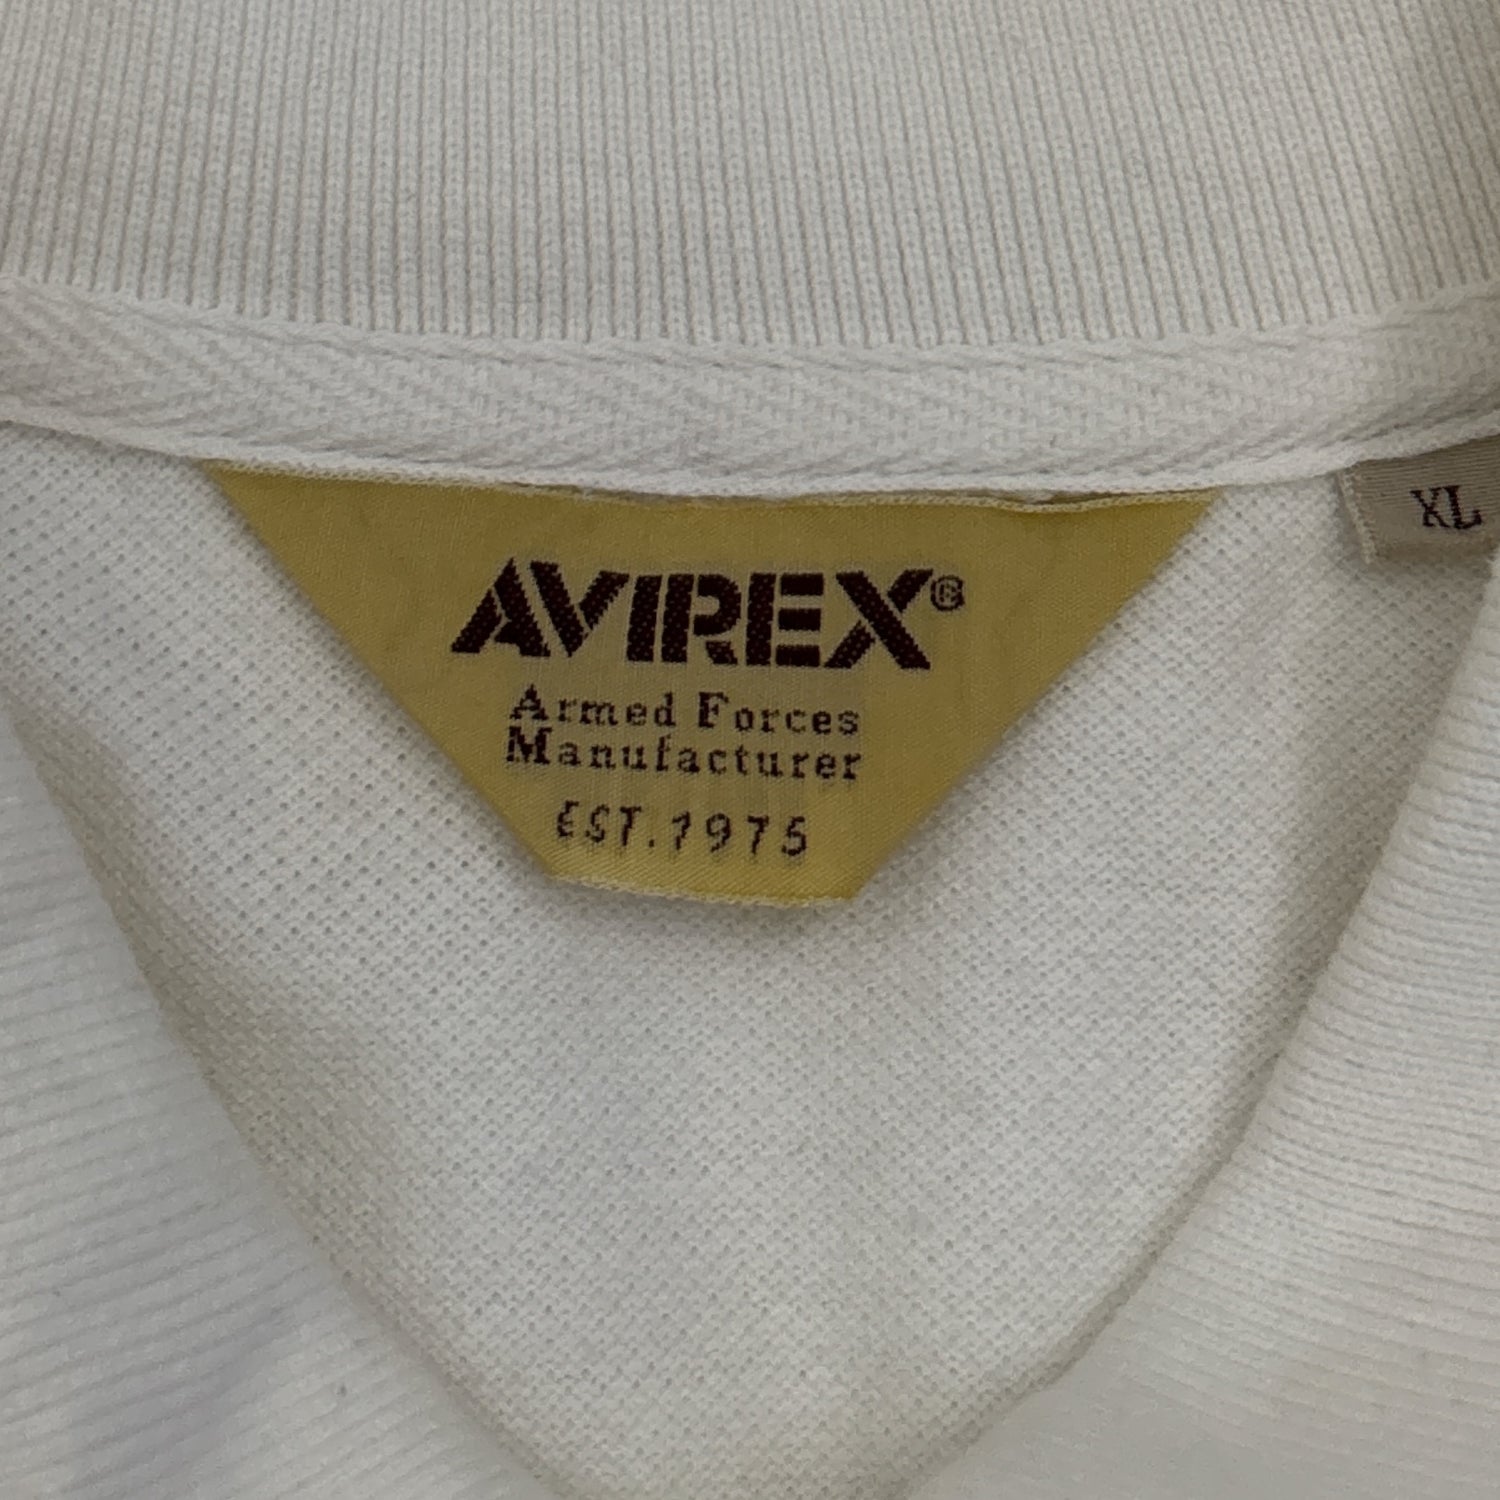 AVIREX®
Armed Forces
Manufacturer
EST.1975
XL